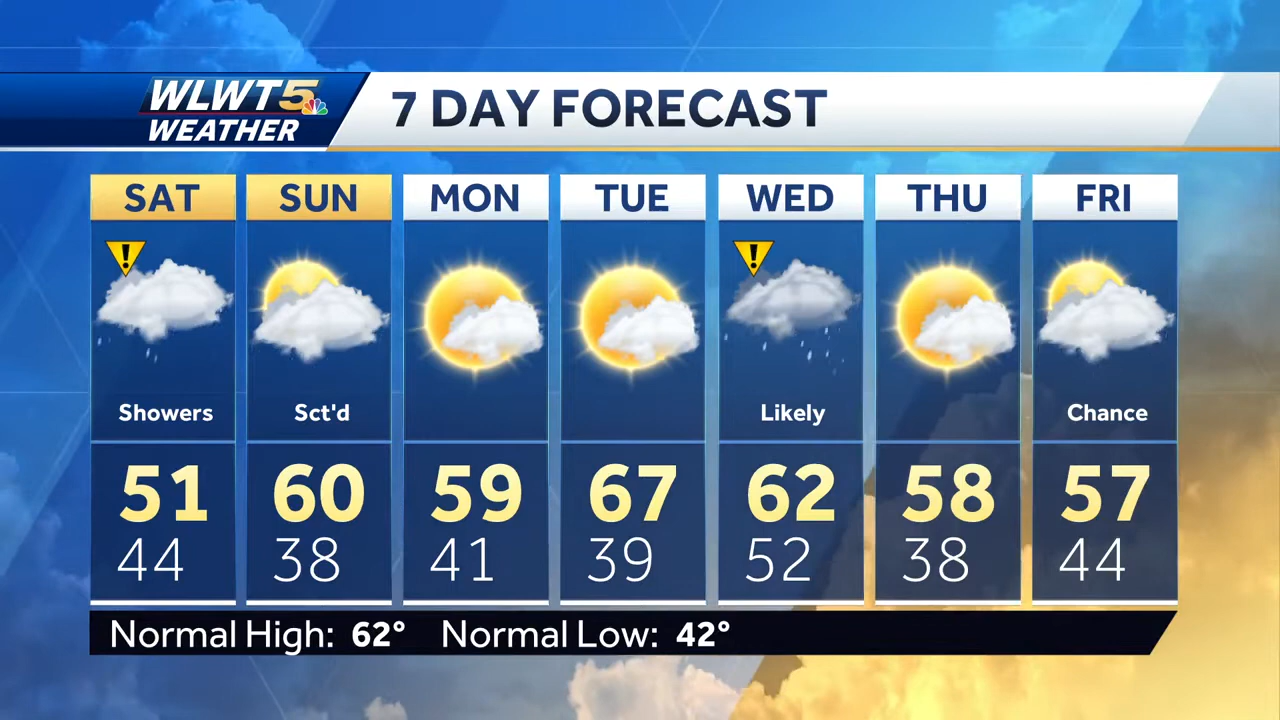 WLWT5
WEATHER
7 DAY FORECAST
SAT SUN MON TUE WED THU FRI
! !
Showers Sct'd Likely Chance
51 60 59 67 62 58 57
44 38 41 39 52 38 44
Normal High: 62° Normal Low: 42°